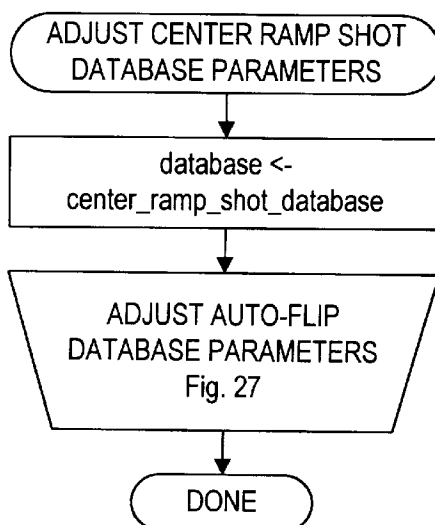 ADJUST CENTER RAMP SHOT
DATABASE PARAMETERS
database <-
center_ramp_shot_database
ADJUST AUTO-FLIP
DATABASE PARAMETERS
Fig. 27
DONE